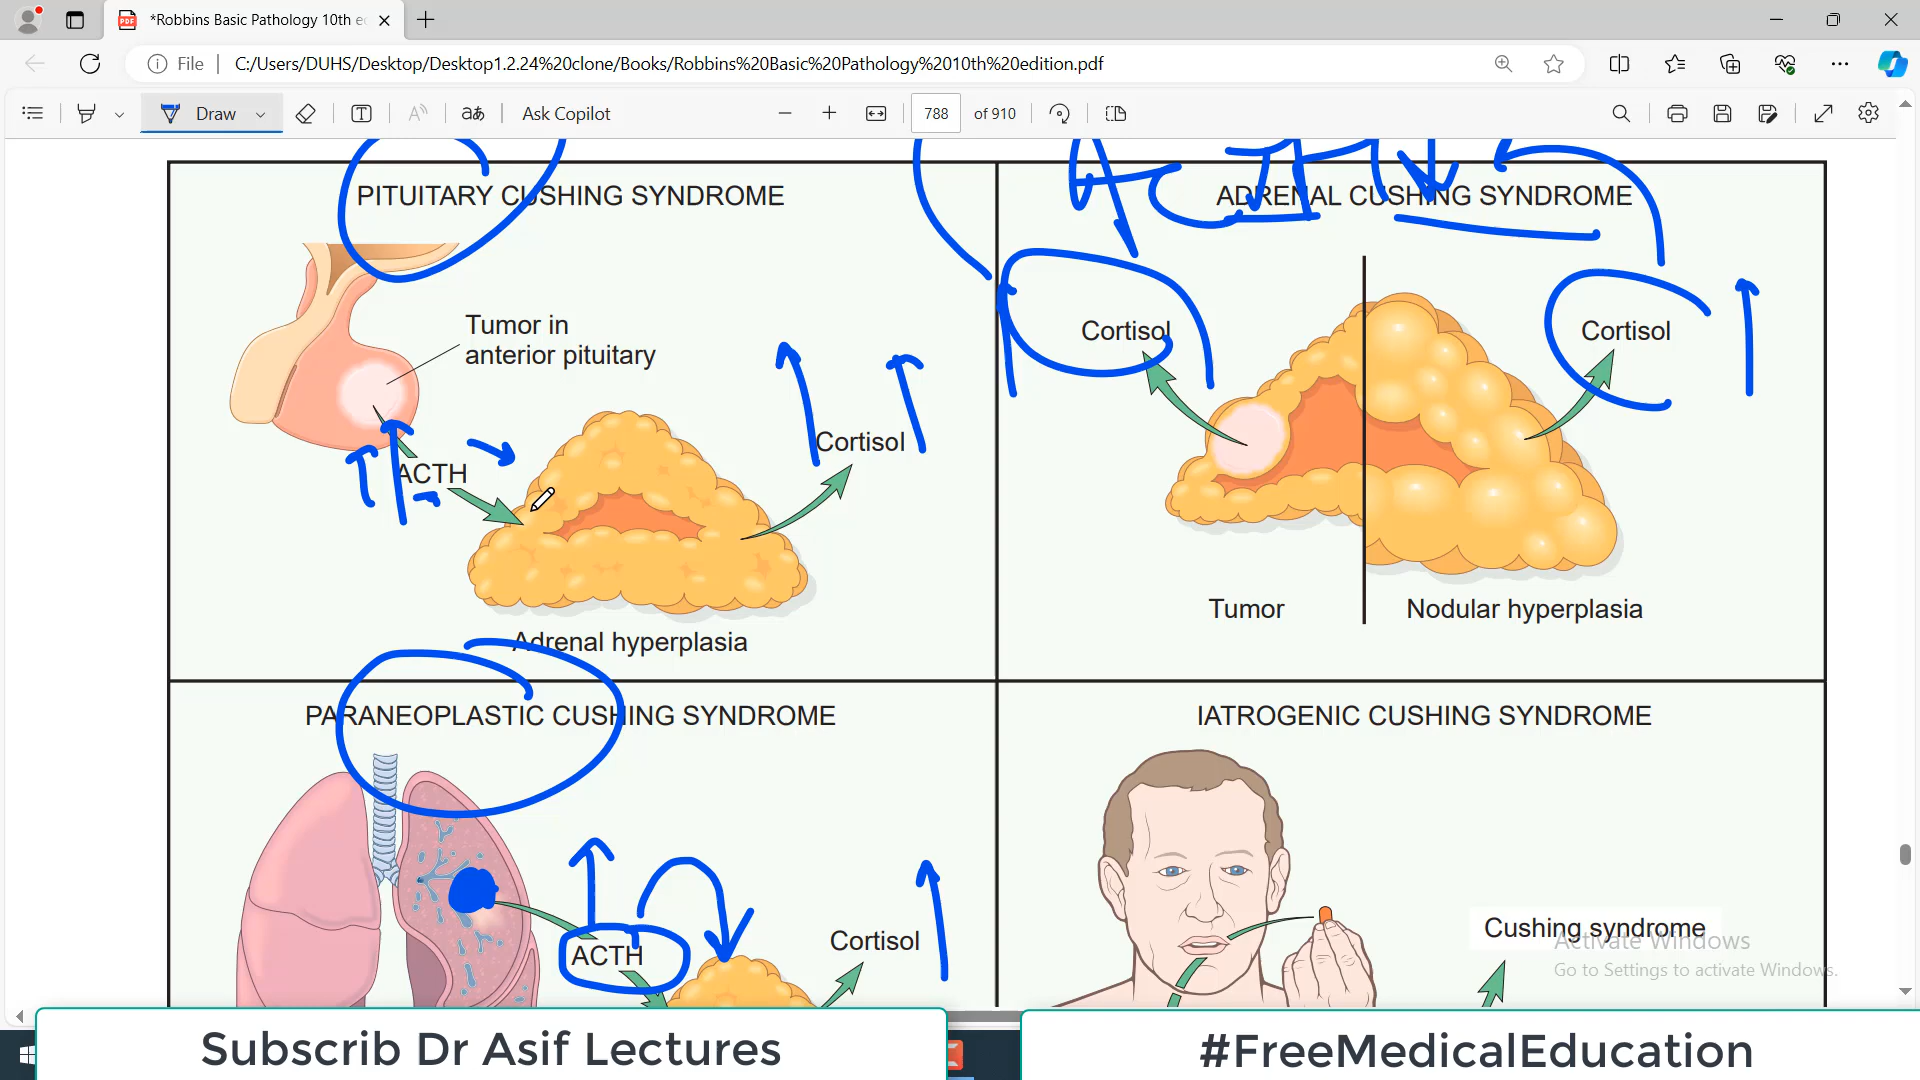 *Robbins Basic Pathology 10th e
File
C:/Users/DUHS/Desktop/Desktop1.2.24%20clone/Books/Robbins%20Basic%20Pathology%2010th%20edition.pdf
Draw
Ask Copilot
788 of 910
ACTH
PITUITARY CUSHING SYNDROME
ADRENAL CUSHING SYNDROME
Tumor in
anterior pituitary
Cortisol
Cortisol
Cortisol
ACTH
Tumor
Nodular hyperplasia
Adrenal hyperplasia
PARANEOPLASTIC CUSHING SYNDROME
IATROGENIC CUSHING SYNDROME
ACTH
Cortisol
Cushing syndrome
Activate Windows
Go to Settings to activate Windows.
Subscrib Dr Asif Lectures
#FreeMedicalEducation